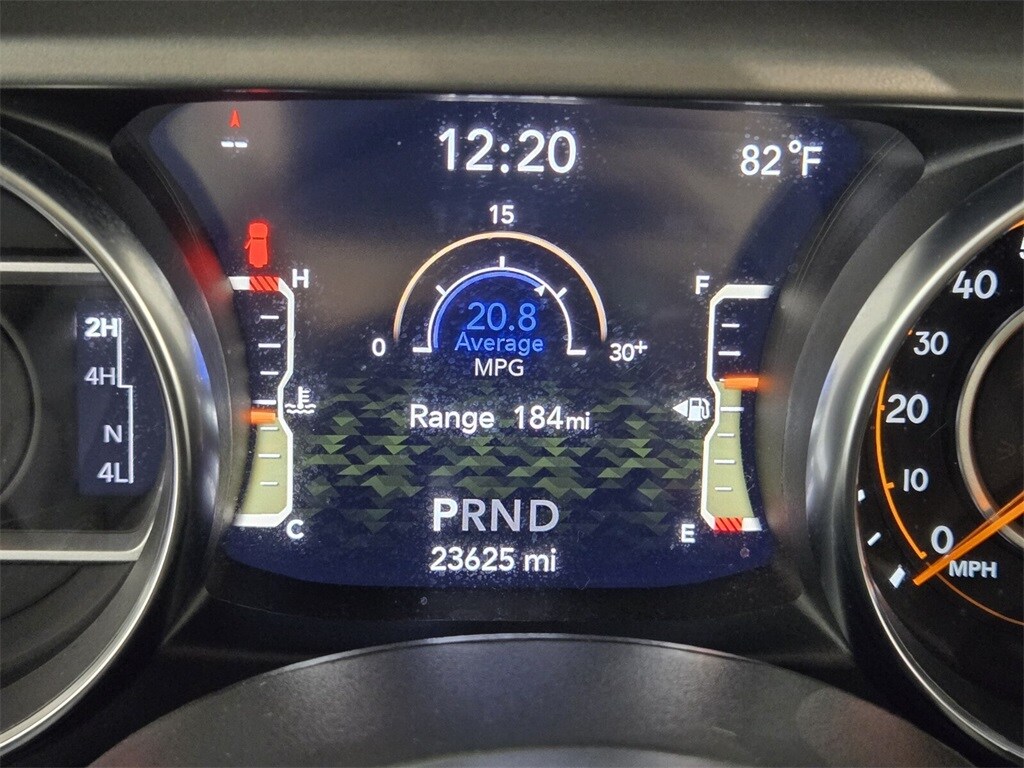 --
12:20
82°F
15
H
F
20.8
Average
MPG
0
30+
Range 184mi
PRND
23625 mi
C
E
2H
4H
N
4L
40
30
20
10
0
MPH